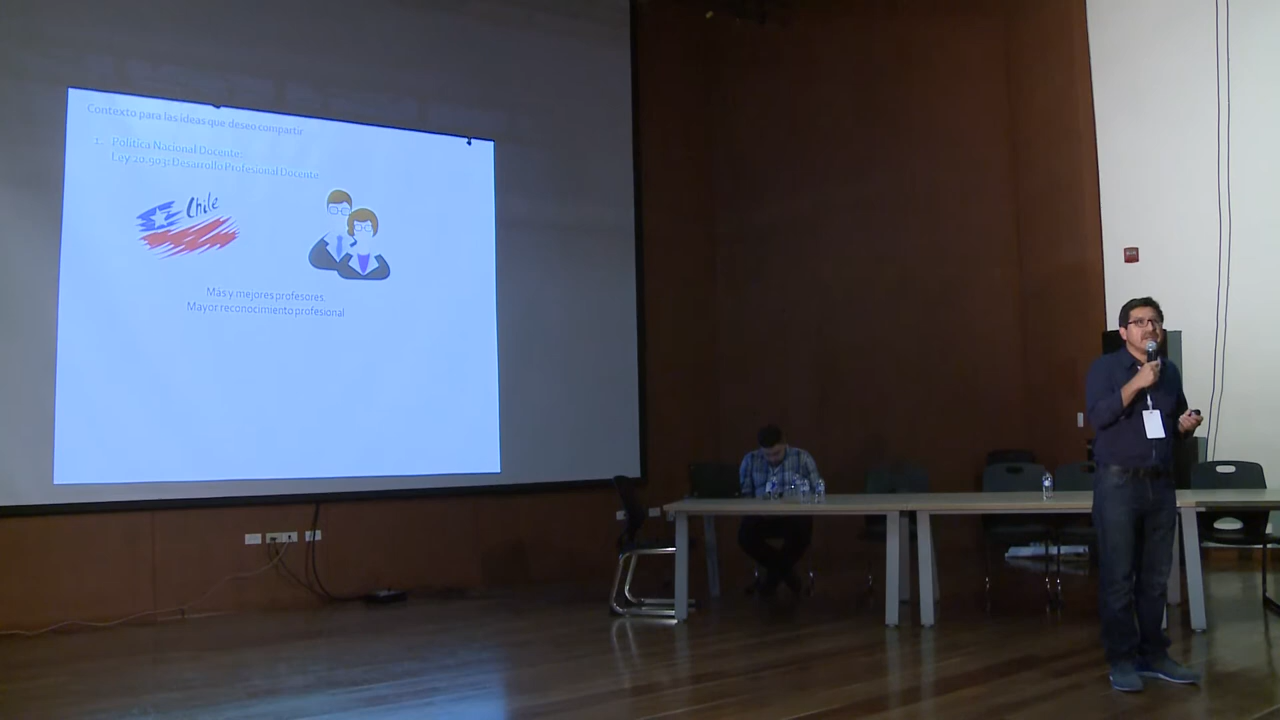 Contexto para las ideas que deseo compartir
1. Política Nacional Docente:
Ley 20.903: Desarrollo Profesional Docente
Chile
Más y mejores profesores.
Mayor reconocimiento profesional